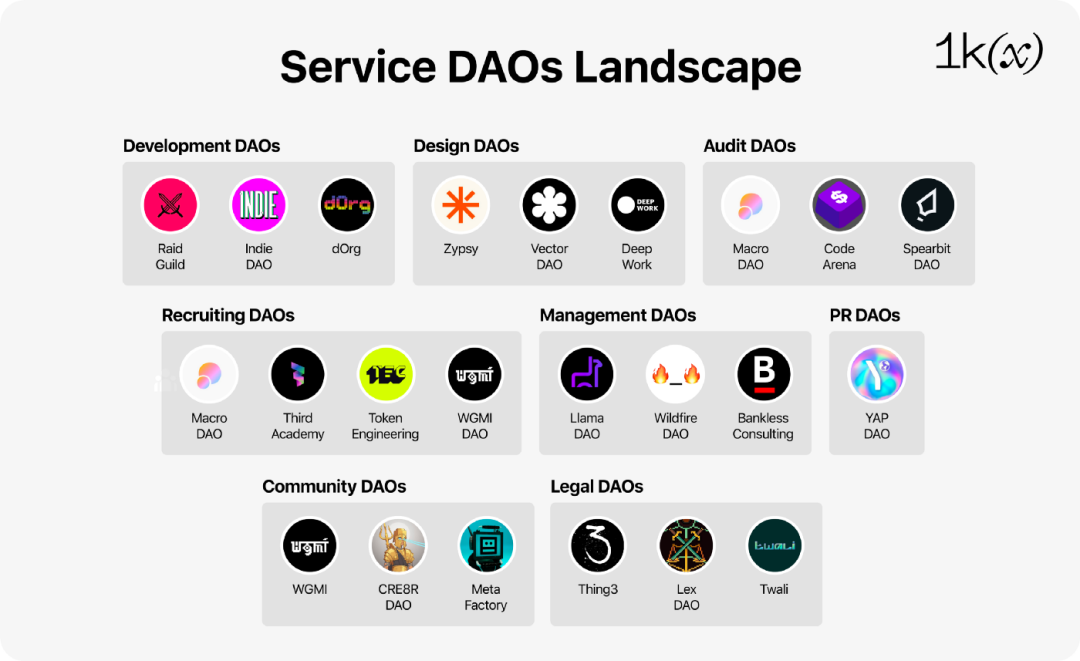 1k(x)
Service DAOs Landscape
Development DAOs
Design DAOs
Audit DAOs
INDIE
dOrg
DEEP
WORK
Raid
Guild
Indie
DAO
dOrg
Zypsy
Vector
DAO
Deep
Work
Macro
DAO
Code
Arena
Spearbit
DAO
Recruiting DAOs
Management DAOs
PR DAOs
TEC
wgmi
B
Macro
DAO
Third
Academy
Token
Engineering
WGMI
DAO
Llama
DAO
Wildfire
DAO
Bankless
Consulting
YAP
DAO
Community DAOs
Legal DAOs
wgmi
3
twali
WGMI
CRE8R
DAO
Meta
Factory
Thing3
Lex
DAO
Twali